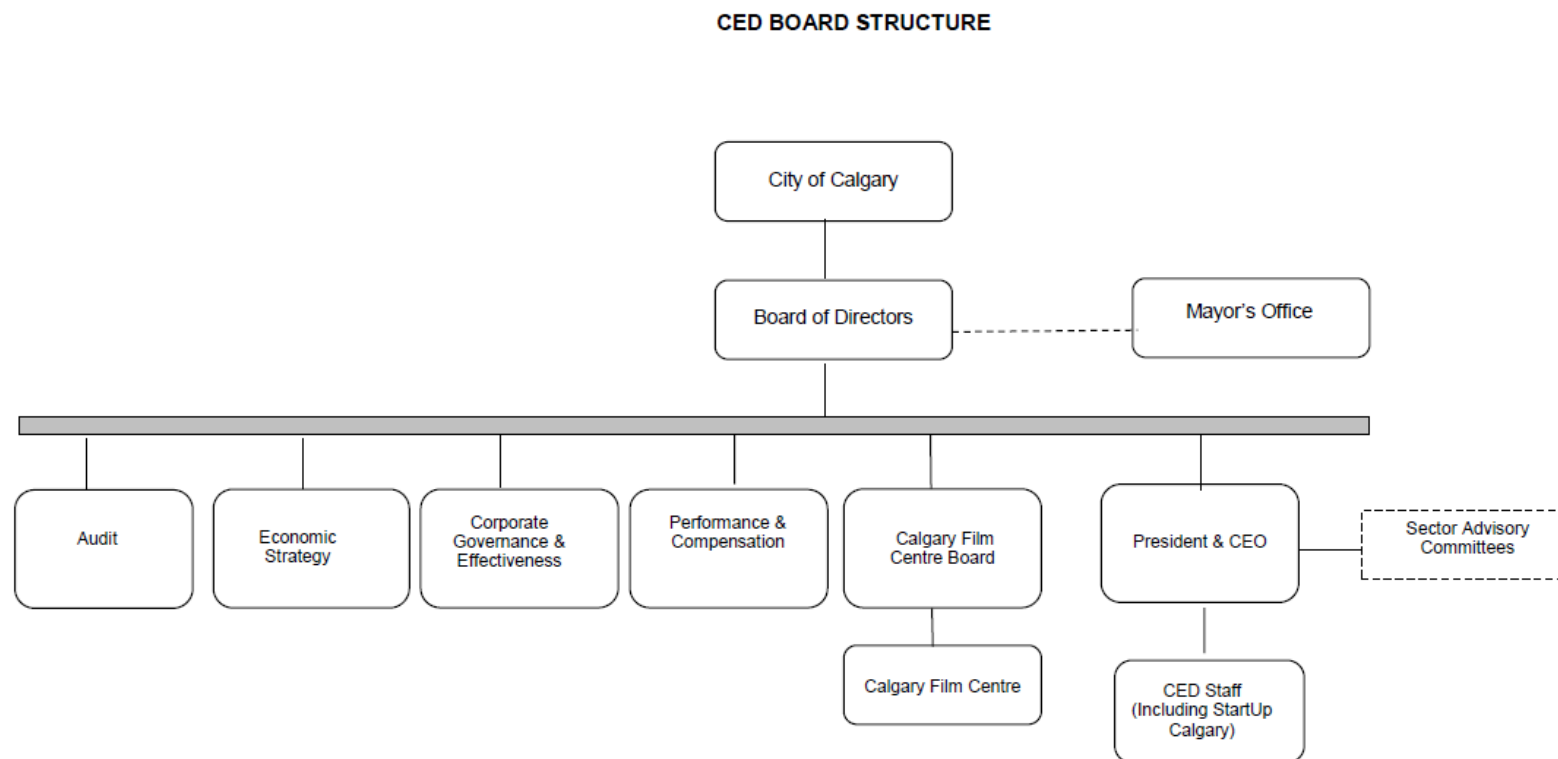 CED BOARD STRUCTURE
City of Calgary
Board of Directors
Mayor's Office
Audit
Economic
Strategy
Corporate
Governance &
Effectiveness
Performance &
Compensation
Calgary Film
Centre Board
President & CEO
Sector Advisory
Committees
Calgary Film Centre
CED Staff
(Including StartUp
Calgary)